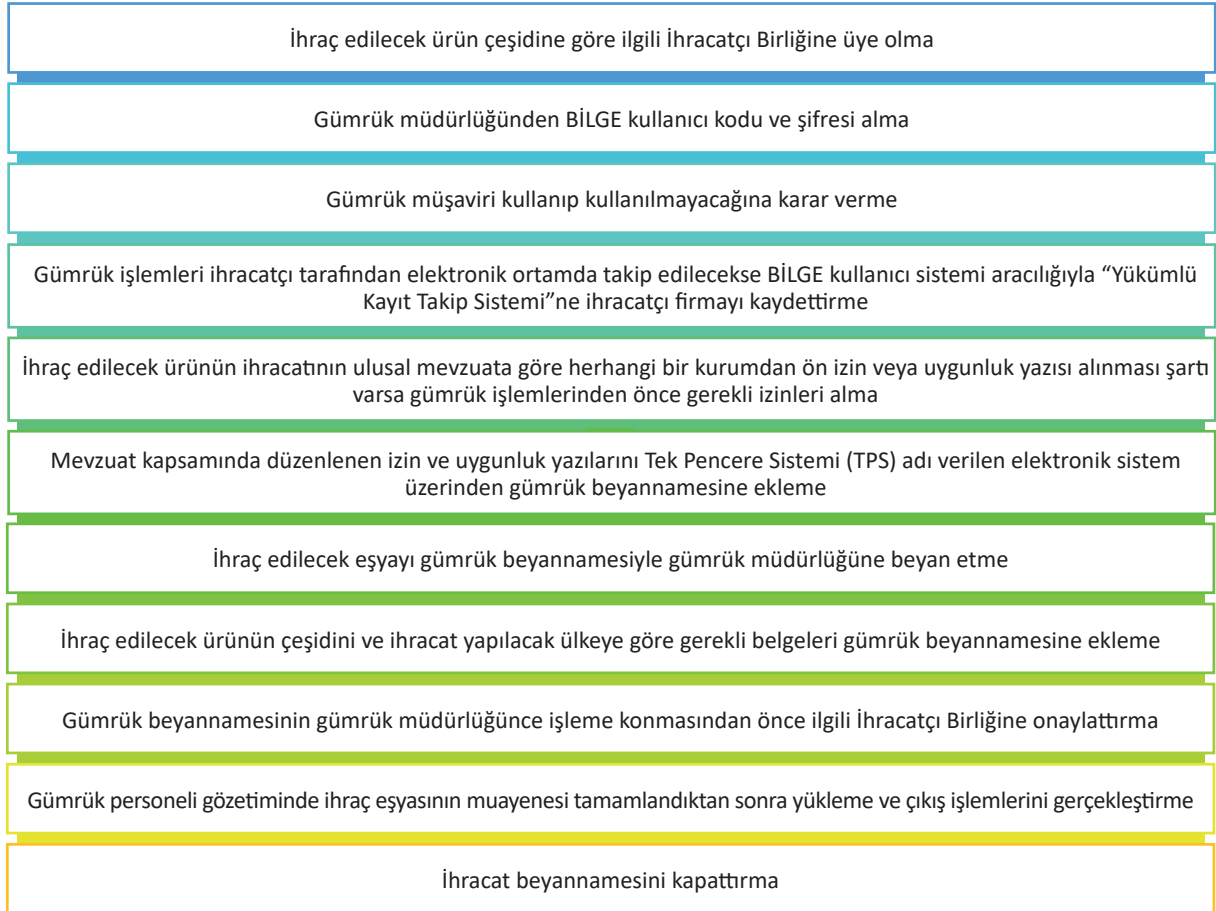 İhraç edilecek ürün çeşidine göre ilgili İhracatçı Birliğine üye olma
Gümrük müdürlüğünden BİLGE kullanıcı kodu ve şifresi alma
Gümrük müşaviri kullanıp kullanılmayacağına karar verme
Gümrük işlemleri ihracatçı tarafından elektronik ortamda takip edilecekse BİLGE kullanıcı sistemi aracılığıyla “Yükümlü
Kayıt Takip Sistemi”ne ihracatçı firmayı kaydettirme
İhraç edilecek ürünün ihracatının ulusal mevzuata göre herhangi bir kurumdan ön izin veya uygunluk yazısı alınması şartı
varsa gümrük işlemlerinden önce gerekli izinleri alma
Mevzuat kapsamında düzenlenen izin ve uygunluk yazılarını Tek Pencere Sistemi (TPS) adı verilen elektronik sistem
üzerinden gümrük beyannamesine ekleme
İhraç edilecek eşyayı gümrük beyannamesiyle gümrük müdürlüğüne beyan etme
İhraç edilecek ürünün çeşidini ve ihracat yapılacak ülkeye göre gerekli belgeleri gümrük beyannamesine ekleme
Gümrük beyannamesinin gümrük müdürlüğünce işleme konmasından önce ilgili İhracatçı Birliğine onaylattırma
Gümrük personeli gözetiminde ihraç eşyasının muayenesi tamamlandıktan sonra yükleme ve çıkış işlemlerini gerçekleştirme
İhracat beyannamesini kapattırma